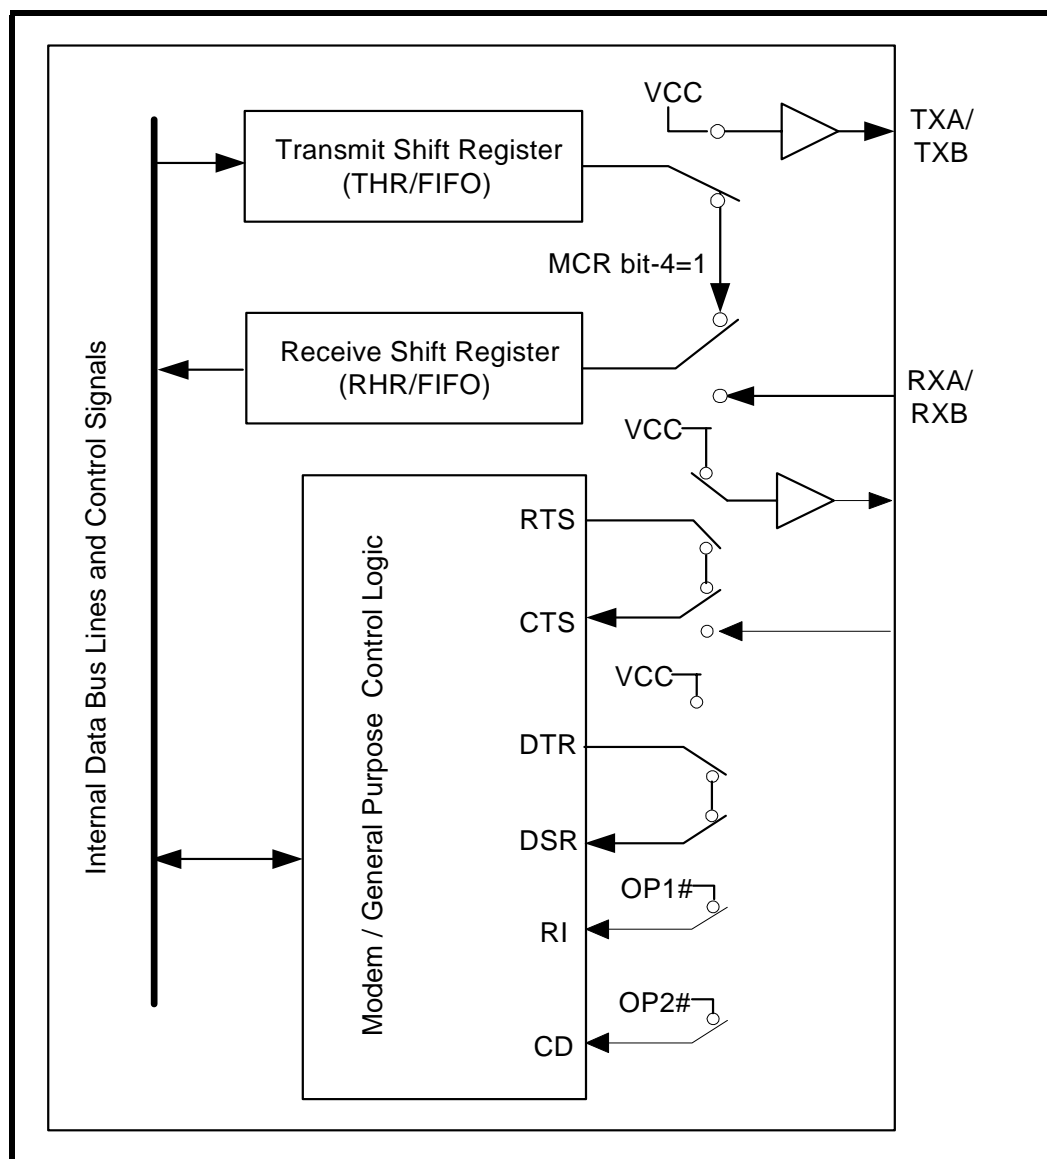 VCC
TXA/
TXB
Transmit Shift Register
(THR/FIFO)
MCR bit-4=1
Receive Shift Register
(RHR/FIFO)
RXA/
RXB
VCC
Internal Data Bus Lines and Control Signals
Modem / General Purpose Control Logic
RTS
CTS
VCC
DTR
DSR
OP1#
RI
OP2#
CD